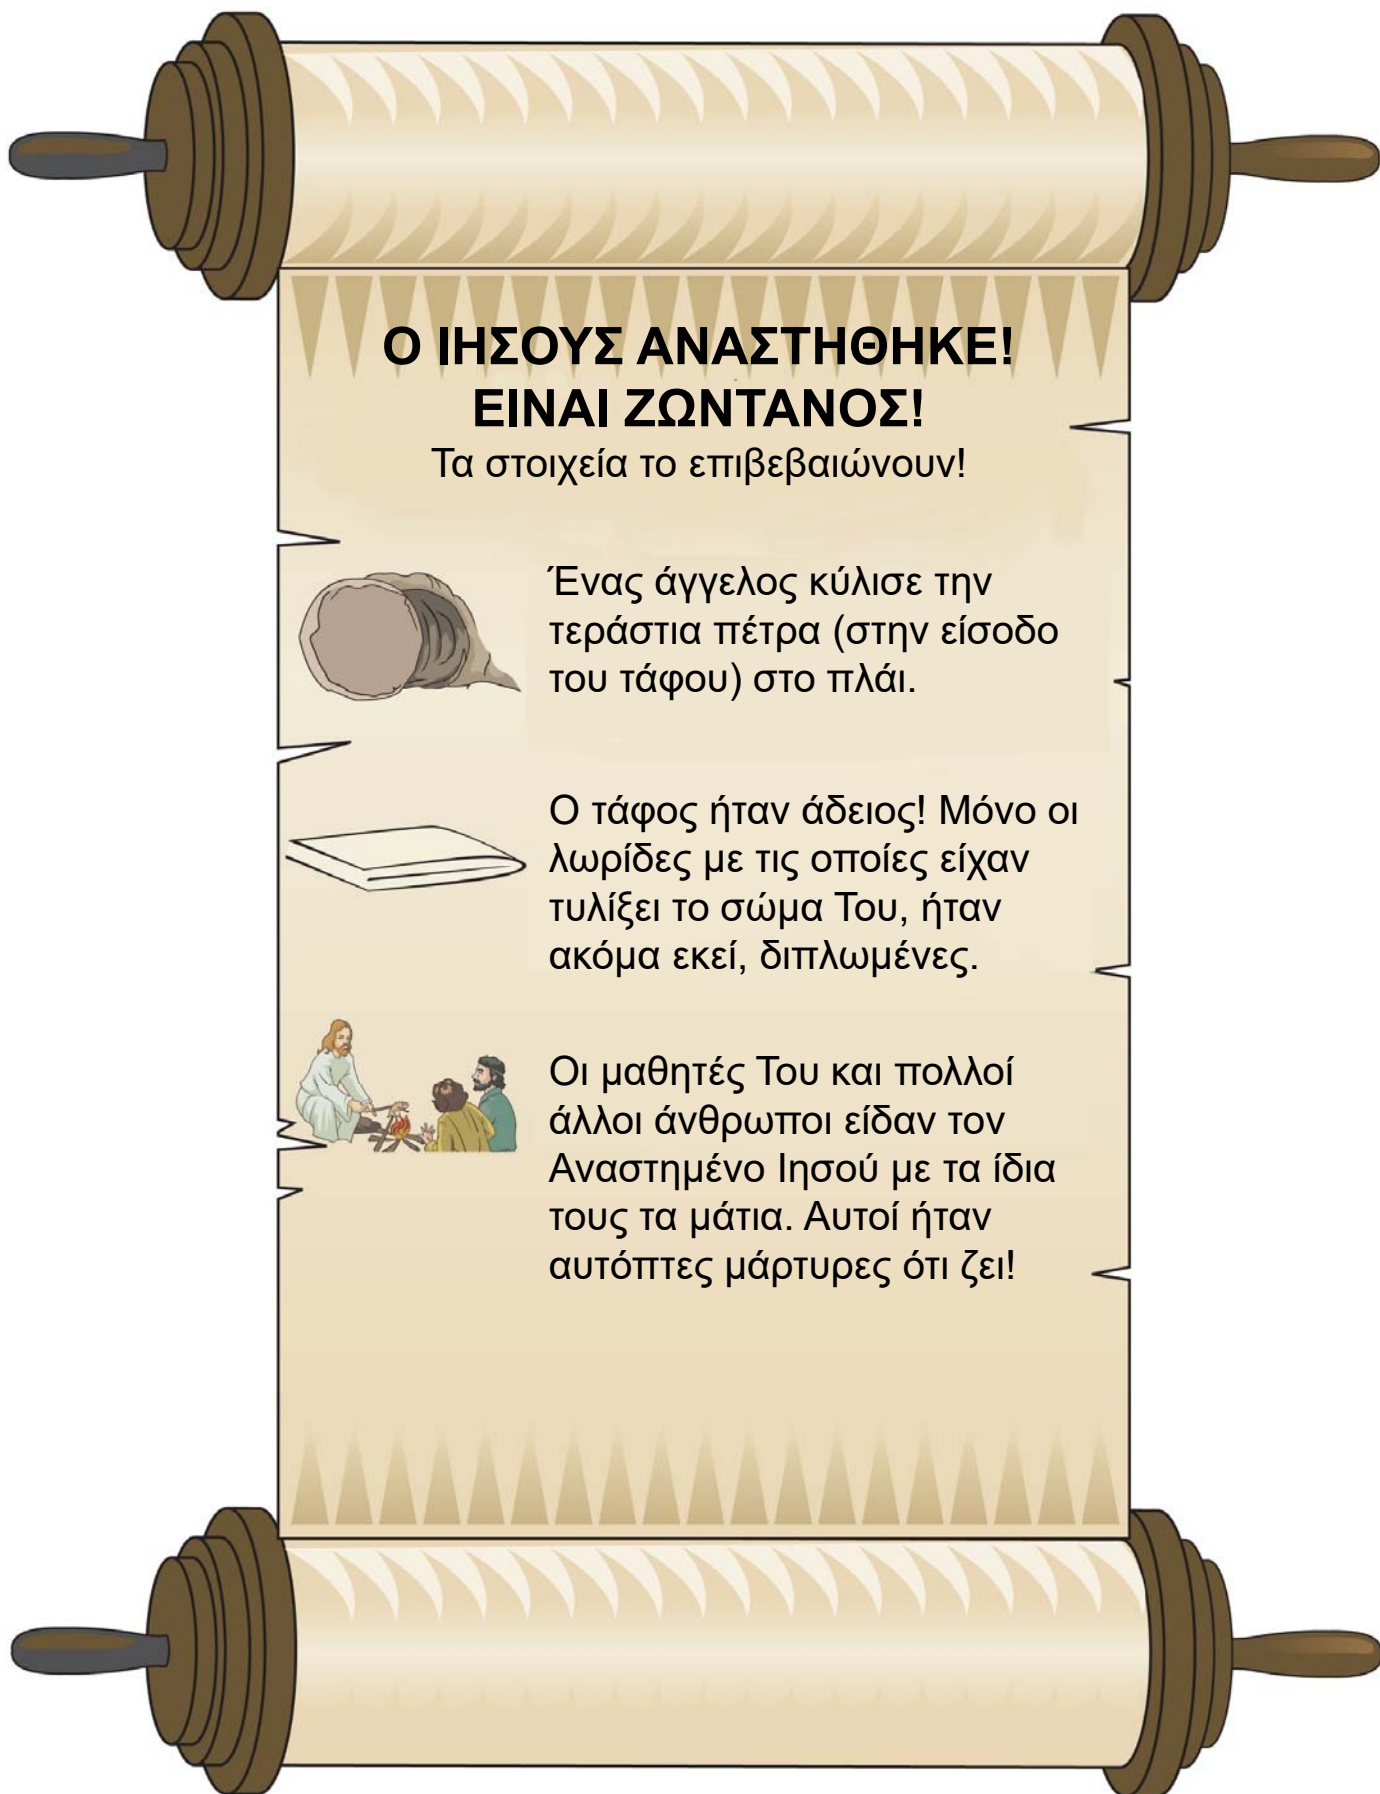 Ο ΙΗΣΟΥΣ ΑΝΑΣΤΗΘΗΚΕ!
ΕΙΝΑΙ ΖΩΝΤΑΝΟΣ!
Τα στοιχεία το επιβεβαιώνουν!
Ένας άγγελος κύλισε την
τεράστια πέτρα (στην είσοδο
του τάφου) στο πλάι.
Ο τάφος ήταν άδειος! Μόνο οι
λωρίδες με τις οποίες είχαν
τυλίξει το σώμα Του, ήταν
ακόμα εκεί, διπλωμένες.
Οι μαθητές Του και πολλοί
άλλοι άνθρωποι είδαν τον
Αναστημένο Ιησού με τα ίδια
τους τα μάτια. Αυτοί ήταν
αυτόπτες μάρτυρες ότι ζει!